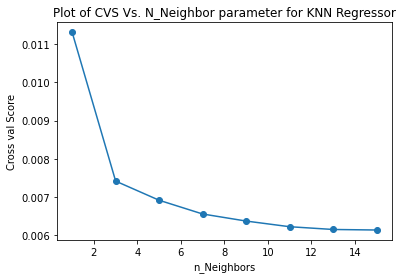 Plot of CVS Vs. N_Neighbor parameter for KNN Regressor
0.011
0.010
0.009
0.008
0.007
0.006
Cross val Score
2 4 6 8 10 12 14
n_Neighbors